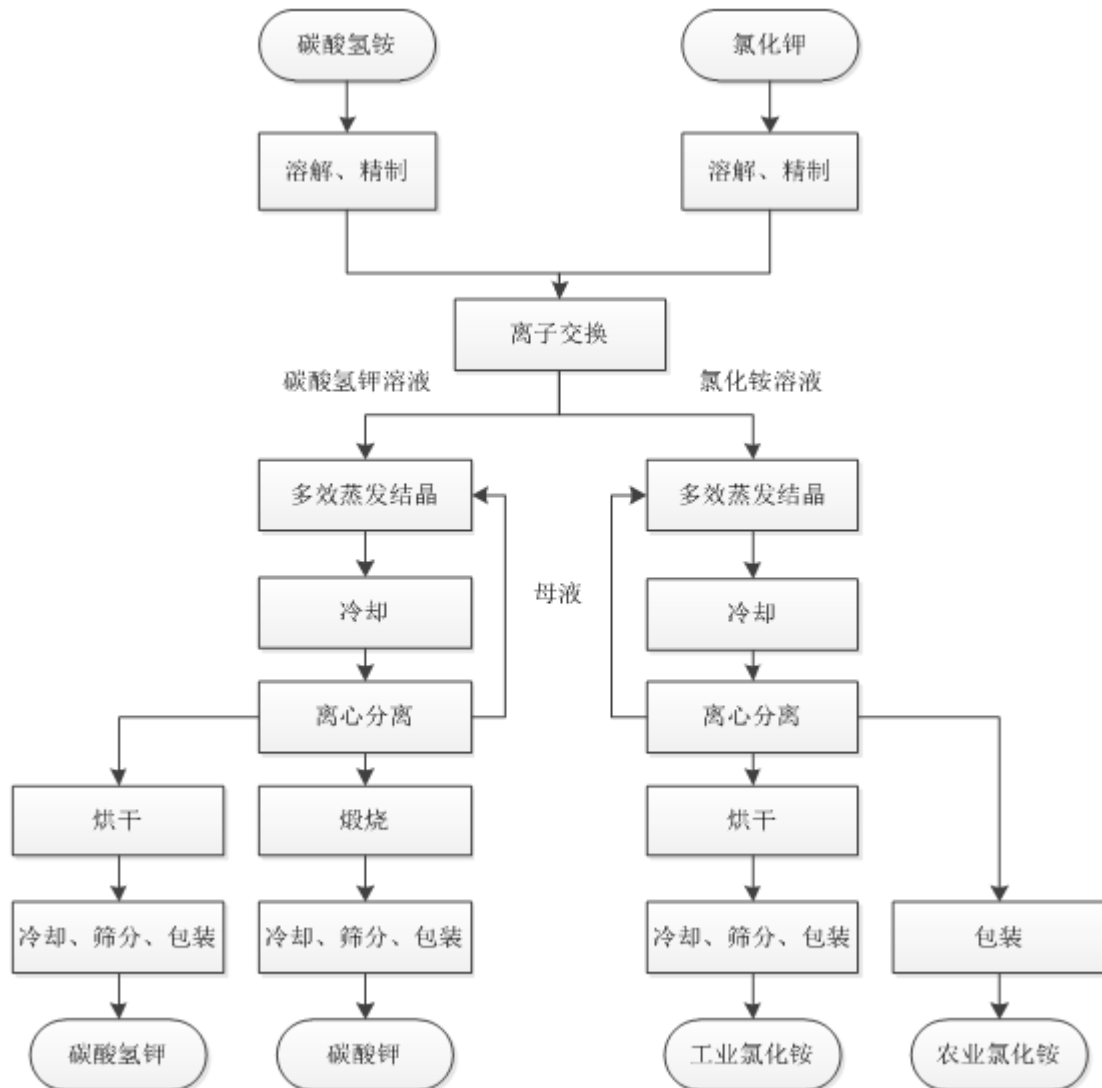 碳酸氢铵
氯化钾
溶解、精制
溶解、精制
离子交换
碳酸氢钾溶液
氯化铵溶液
多效蒸发结晶
多效蒸发结晶
冷却
母液
冷却
离心分离
离心分离
烘干
煅烧
烘干
冷却、筛分、包装
冷却、筛分、包装
冷却、筛分、包装
包装
碳酸氢钾
碳酸钾
工业氯化铵
农业氯化铵